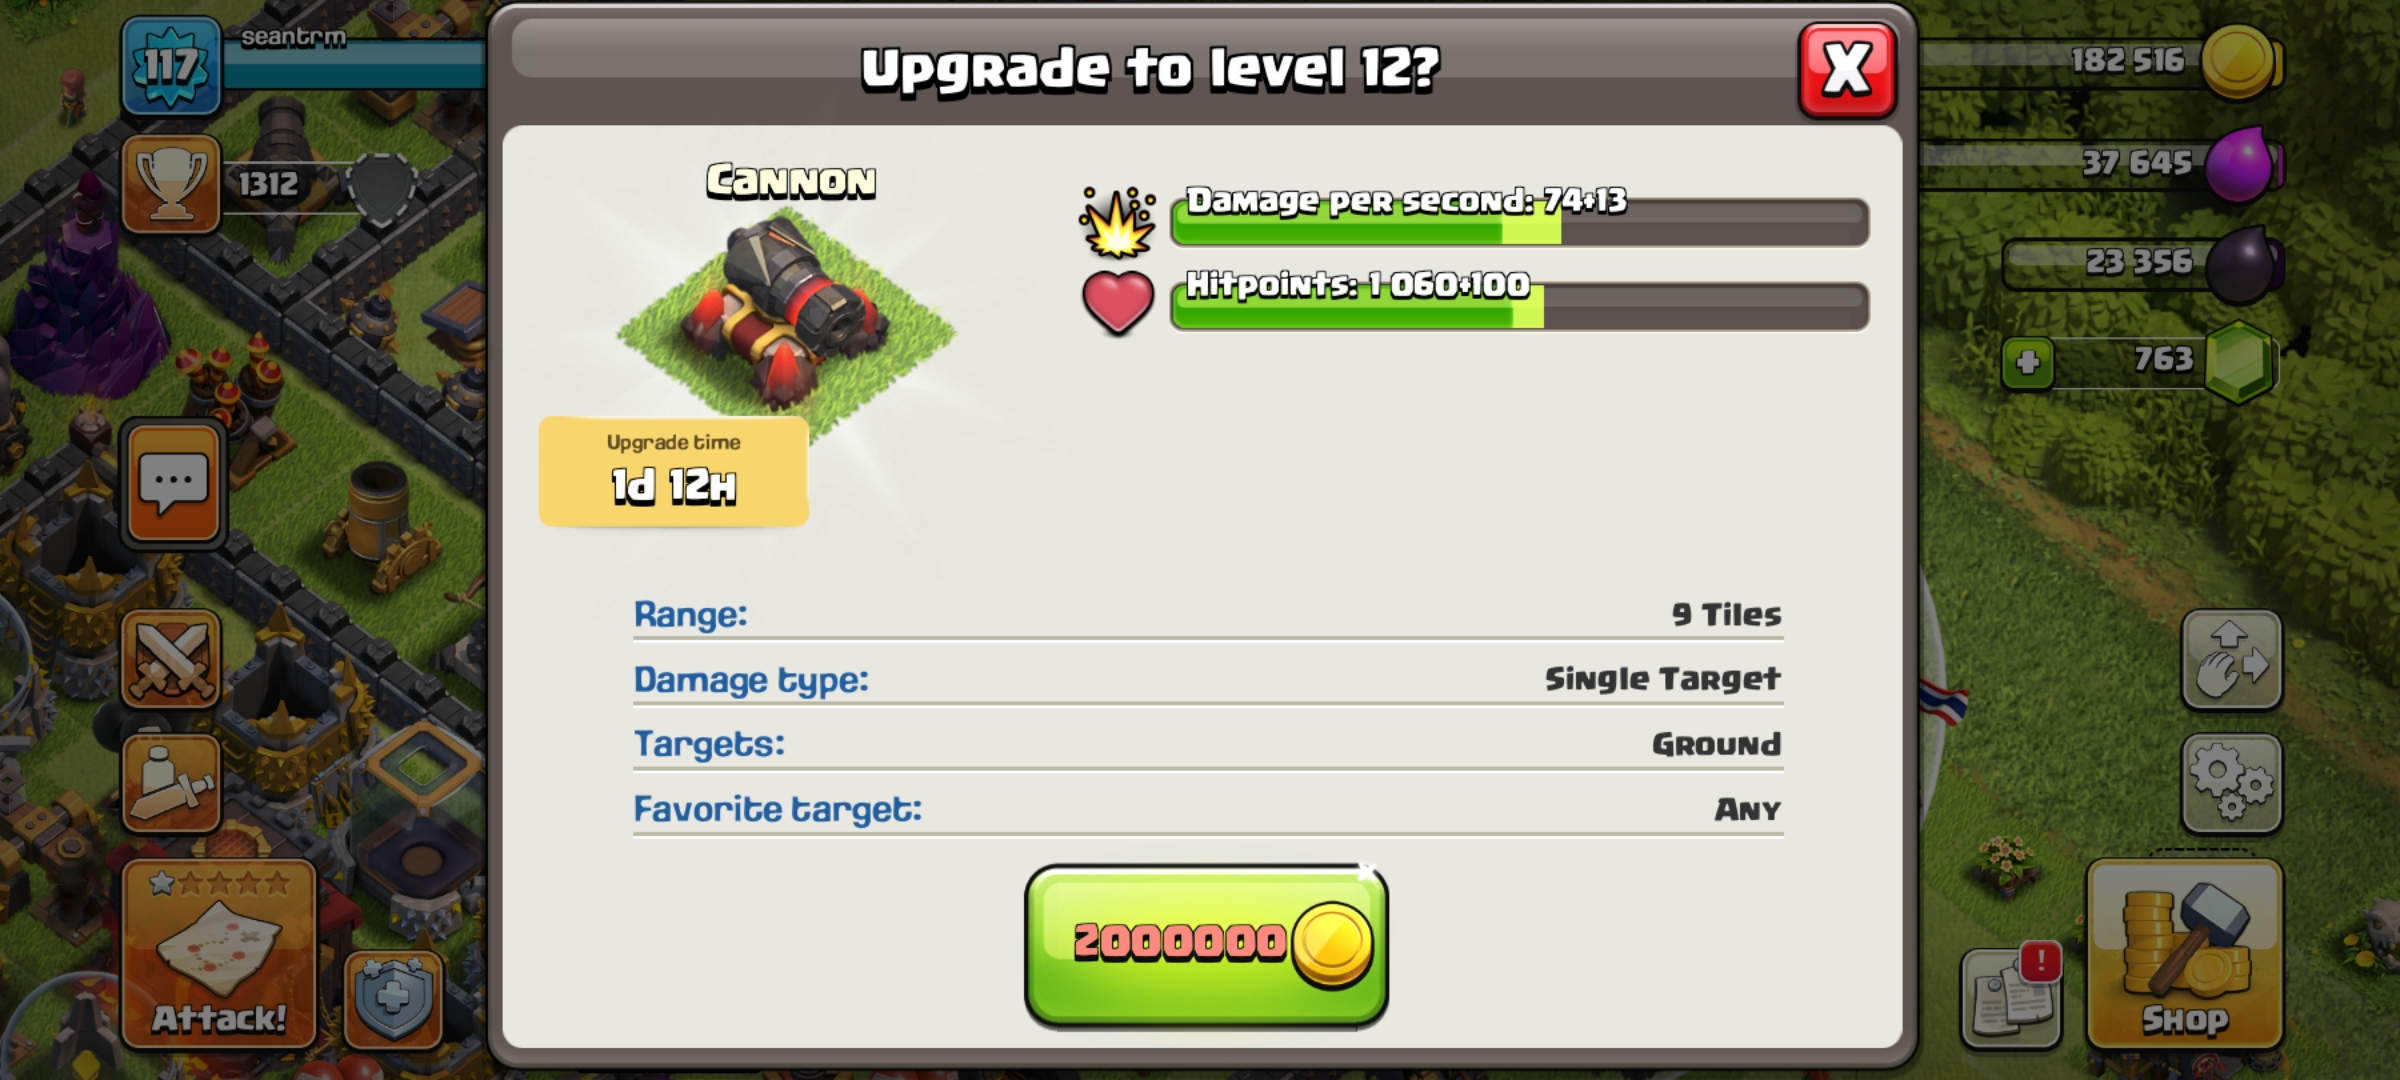 117
seantrm
1312
Attack!
Upgrade to level 12?
X
Cannon
Upgrade time
1d 12H
Damage per second: 74+13
Hitpoints: 1 060+100
Range: 9 Tiles
Damage type: Single Target
Targets: Ground
Favorite target: Any
2000000
182 516
37 645
23 356
763
!
Shop